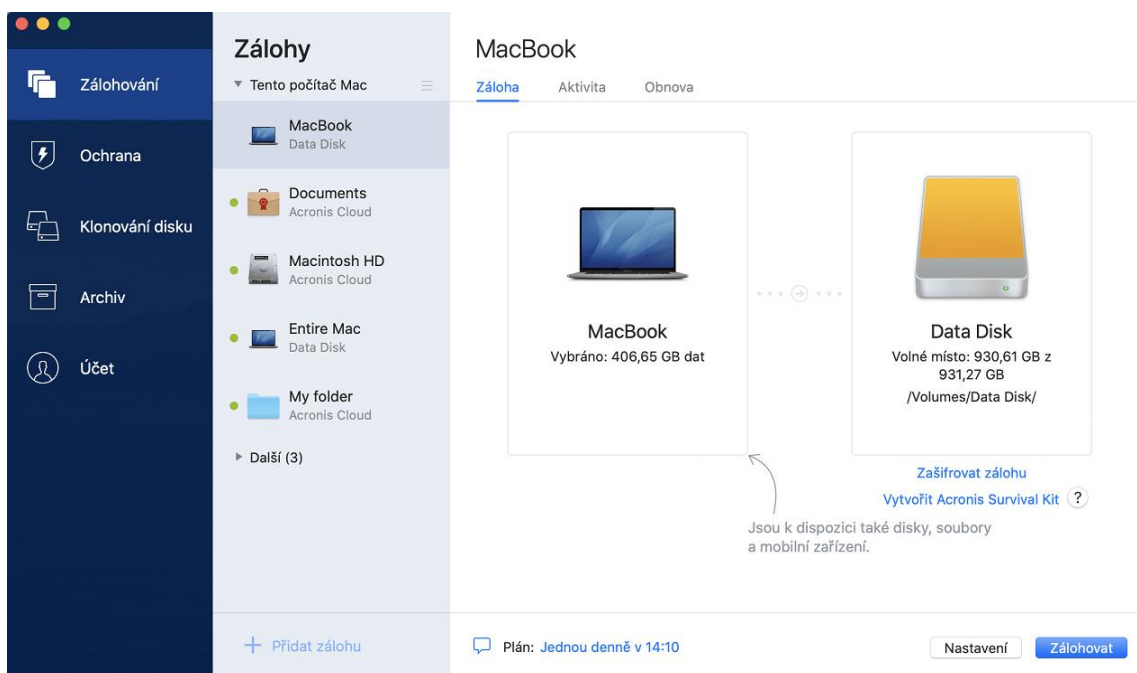 Zálohování
Ochrana
Klonování disku
Archiv
Účet
Zálohy
Tento počítač Mac
MacBook
Data Disk
Documents
Acronis Cloud
Macintosh HD
Acronis Cloud
Entire Mac
Data Disk
My folder
Acronis Cloud
Další (3)
Přidat zálohu
MacBook
Záloha Aktivita Obnova
MacBook
Vybráno: 406,65 GB dat
Data Disk
Volné místo: 930,61 GB z
931,27 GB
/Volumes/Data Disk/
Zašifrovat zálohu
Vytvořit Acronis Survival Kit ?
Jsou k dispozici také disky, soubory
a mobilní zařízení.
Plán: Jednou denně v 14:10
Nastavení Zálohovat